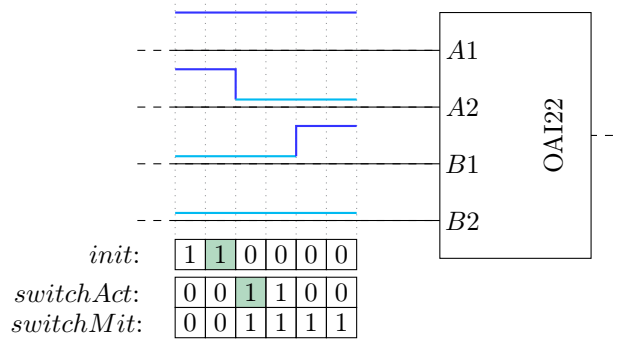 A1
A2
OAI22
B1
B2
init: 1 1 0 0 0 0
switchAct: 0 0 1 1 0 0
switchMit: 0 0 1 1 1 1